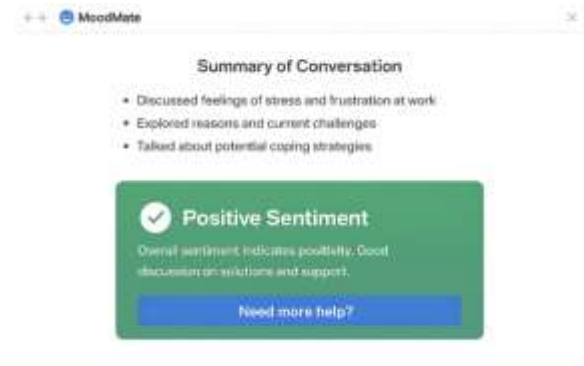 MoodMate
Summary of Conversation
• Discussed feelings of stress and frustration at work
• Explored reasons and current challenges
• Talked about potential coping strategies
Positive Sentiment
Overall sentiment indicates positivity. Good
discussion on solutions and support.
Need more help?